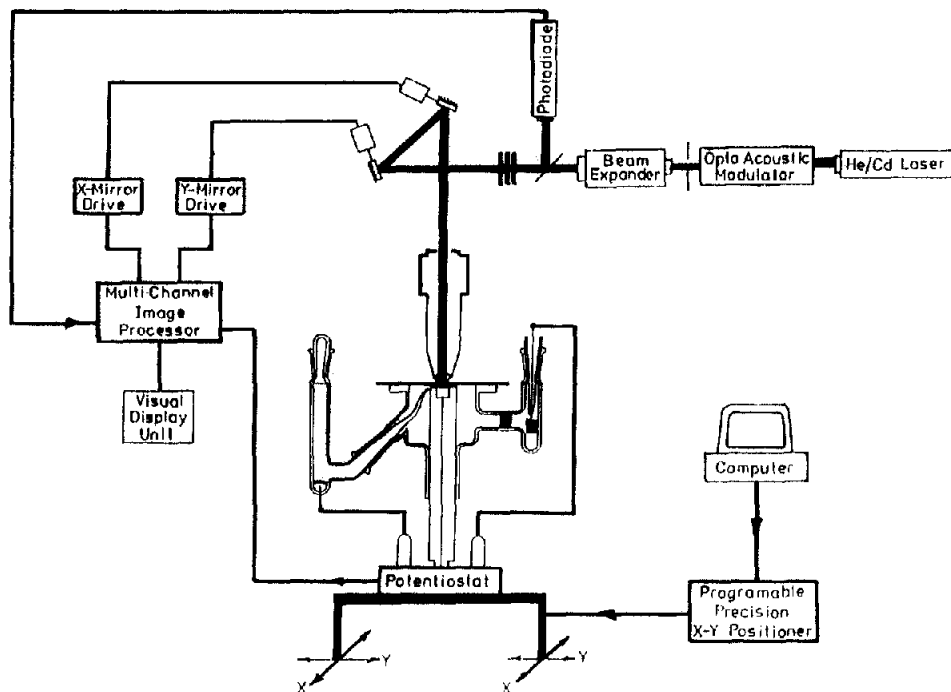 Photodiode
Beam
Expander
Opto Acoustic
Modulator
He/Cd Laser
X-Mirror
Drive
Y-Mirror
Drive
Multi-Channel
Image
Processor
Visual
Display
Unit
Computer
Potentiostat
Programable
Precision
X-Y Positioner
Y
X
Y
X